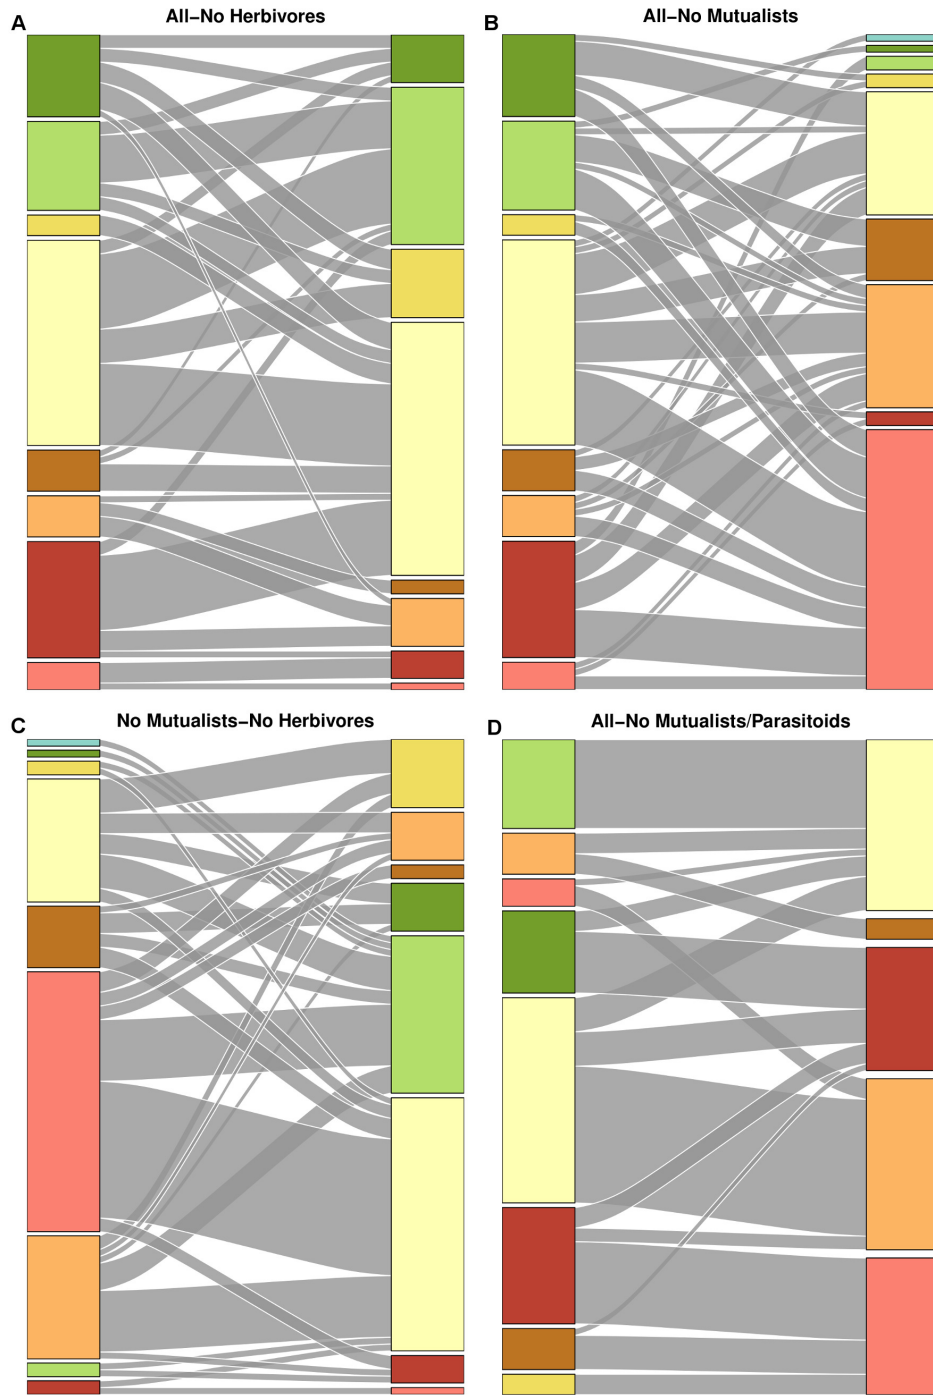 A
All–No Herbivores
B
All–No Mutualists
C
No Mutualists–No Herbivores
D
All–No Mutualists/Parasitoids